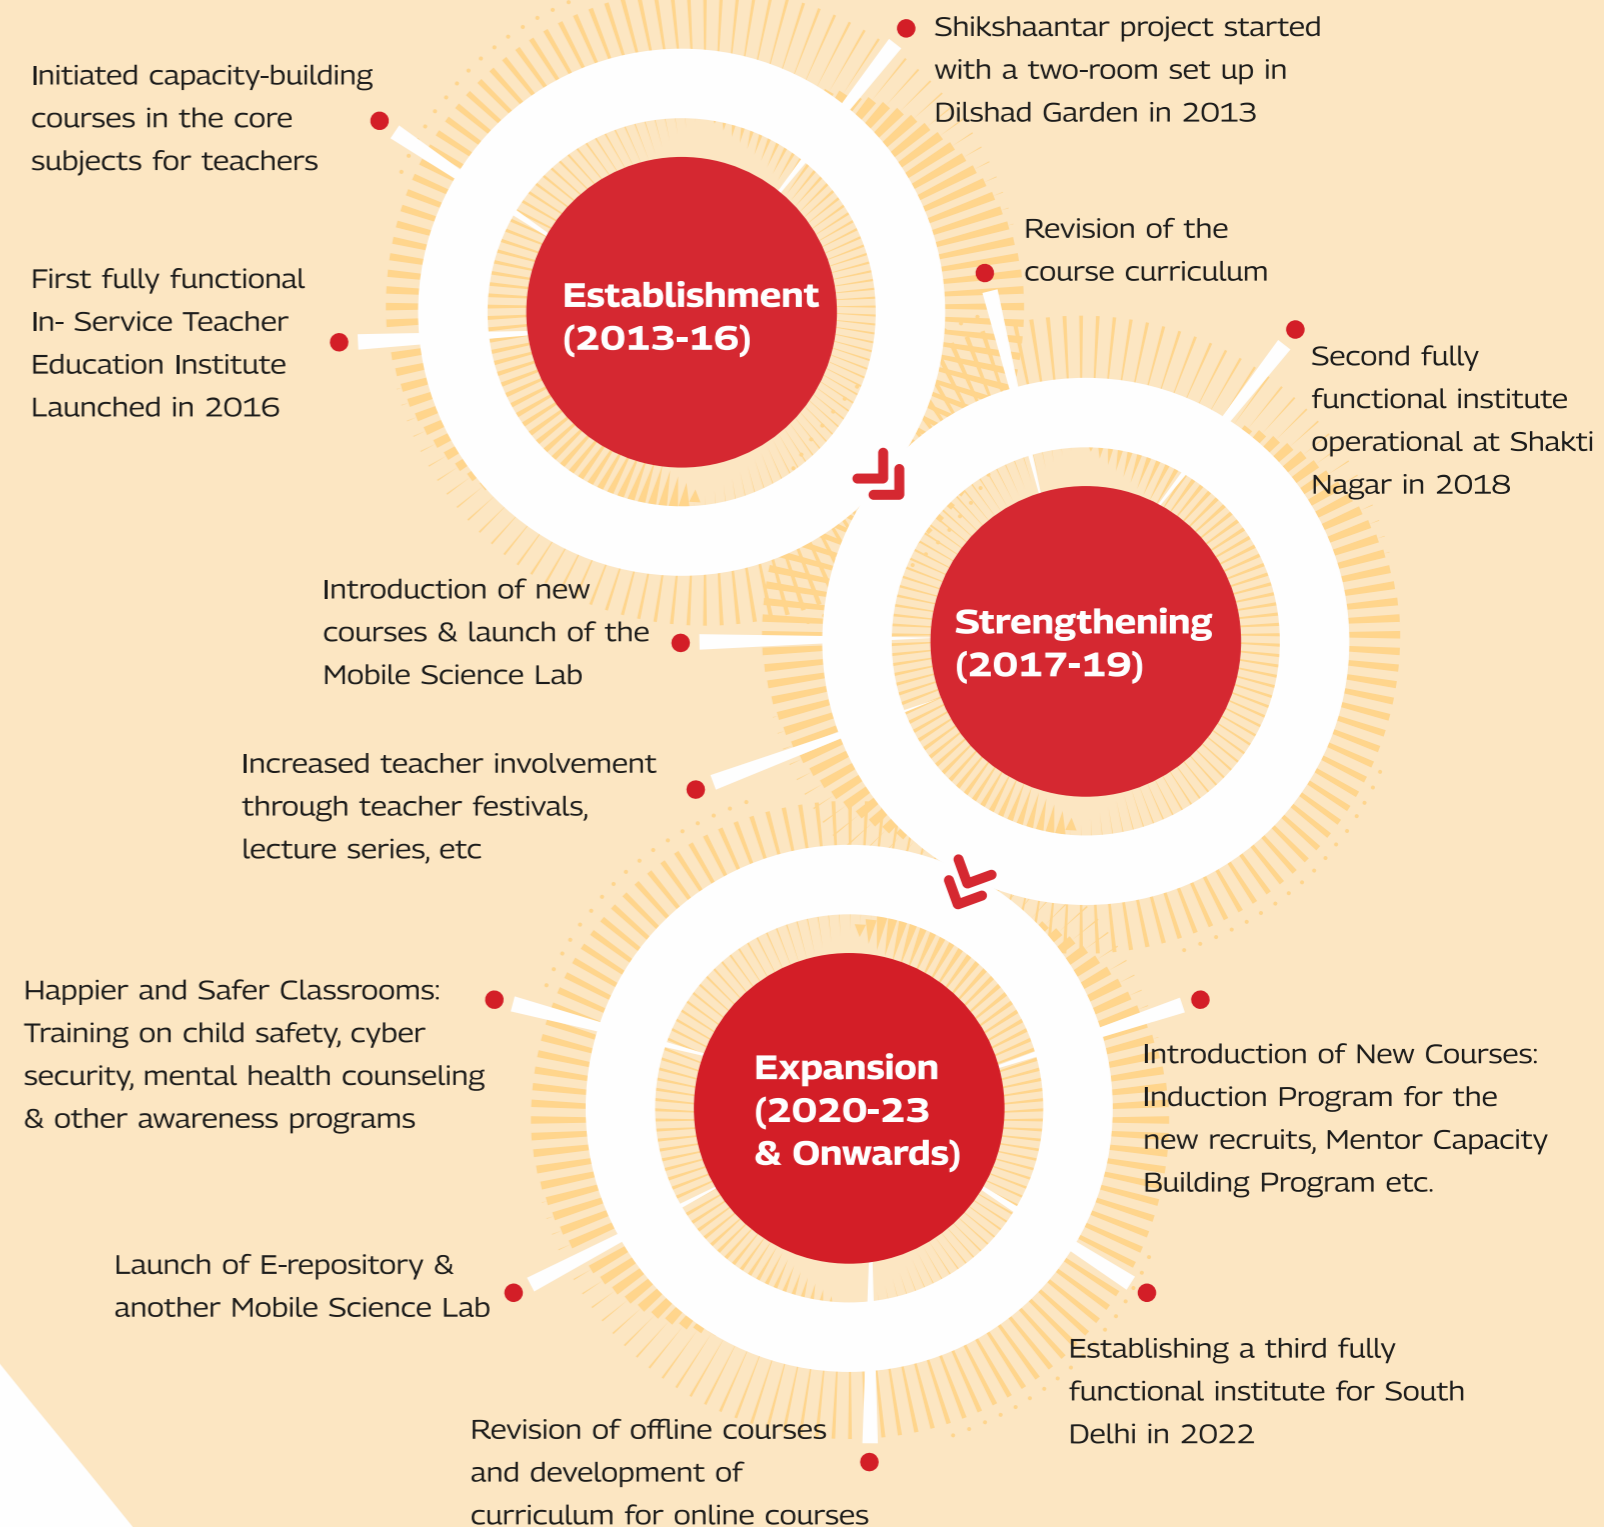 Shikshaantar project started
with a two-room set up in
Dilshad Garden in 2013
Initiated capacity-building
courses in the core
subjects for teachers
First fully functional
In- Service Teacher
Education Institute
Launched in 2016
Establishment
(2013-16)
Revision of the
course curriculum
Second fully
functional institute
operational at Shakti
Nagar in 2018
Introduction of new
courses & launch of the
Mobile Science Lab
Strengthening
(2017-19)
Increased teacher involvement
through teacher festivals,
lecture series, etc
Happier and Safer Classrooms:
Training on child safety, cyber
security, mental health counseling
& other awareness programs
Expansion
(2020-23
& Onwards)
Introduction of New Courses:
Induction Program for the
new recruits, Mentor Capacity
Building Program etc.
Launch of E-repository &
another Mobile Science Lab
Establishing a third fully
functional institute for South
Delhi in 2022
Revision of offline courses
and development of
curriculum for online courses